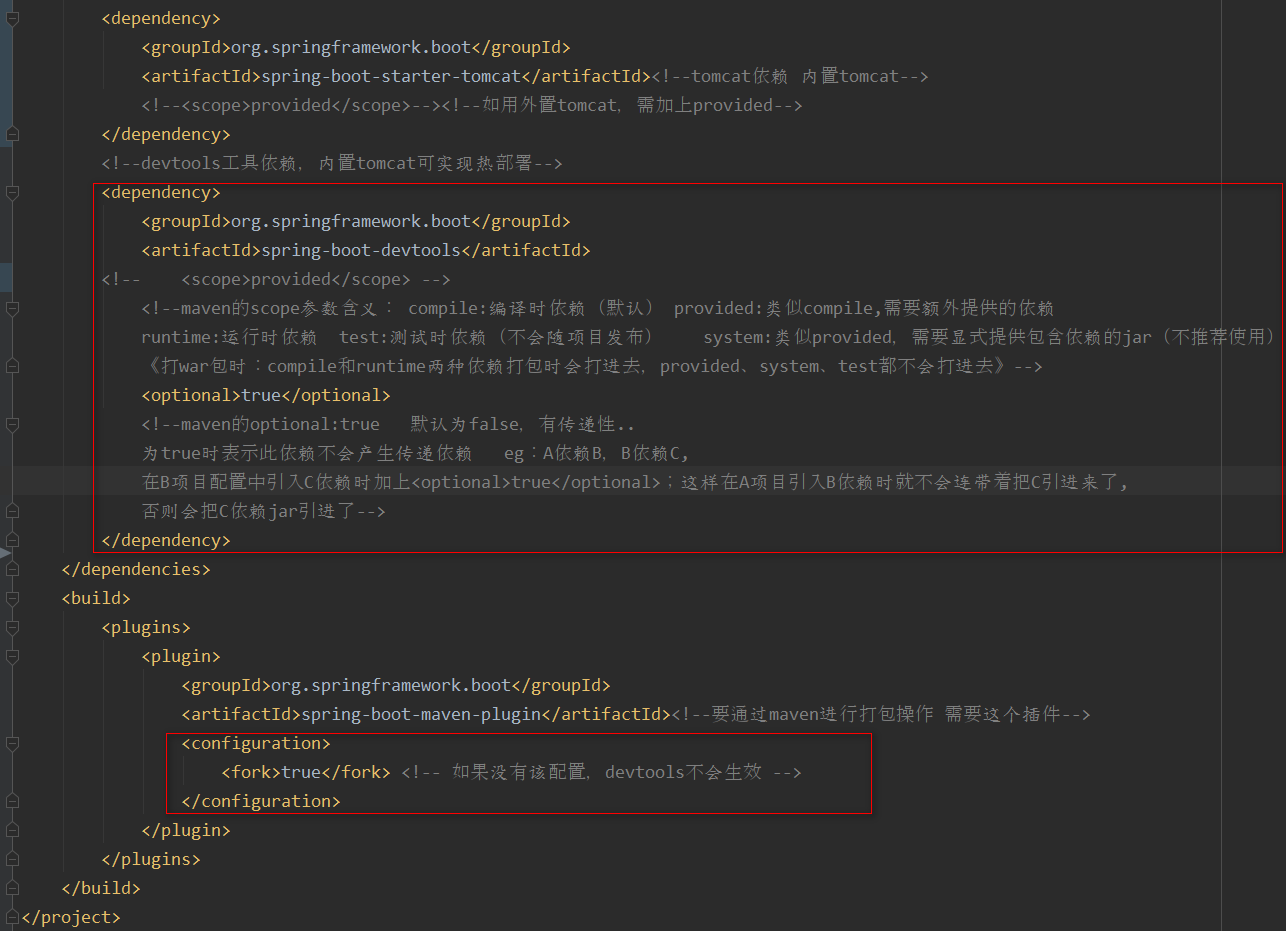 <dependency>
<groupId>org.springframework.boot</groupId>
<artifactId>spring-boot-starter-tomcat</artifactId><!--tomcat依赖 内置tomcat-->
<!--<scope>provided</scope>--><!--如用外置tomcat, 需加上provided-->
</dependency>
<!--devtools工具依赖, 内置tomcat可实现热部署-->
<dependency>
<groupId>org.springframework.boot</groupId>
<artifactId>spring-boot-devtools</artifactId>
<!-- <scope>provided</scope> -->
<!--maven的scope参数含义： compile:编译时依赖（默认） provided:类似compile,需要额外提供的依赖
runtime:运行时依赖 test:测试时依赖（不会随项目发布） system:类似provided, 需要显式提供包含依赖的jar（不推荐使用）
《打war包时：compile和runtime两种依赖打包时会打进去, provided、system、test都不会打进去》-->
<optional>true</optional>
<!--maven的optional:true 默认为false, 有传递性..
为true时表示此依赖不会产生传递依赖 eg：A依赖B, B依赖C,
在B项目配置中引入C依赖时加上<optional>true</optional>；这样在A项目引入B依赖时就不会连带着把C引进来了,
否则会把C依赖jar引进了-->
</dependency>
</dependencies>
<build>
<plugins>
<plugin>
<groupId>org.springframework.boot</groupId>
<artifactId>spring-boot-maven-plugin</artifactId><!--要通过maven进行打包操作 需要这个插件-->
<configuration>
<fork>true</fork> <!-- 如果没有该配置, devtools不会生效 -->
</configuration>
</plugin>
</plugins>
</build>
</project>